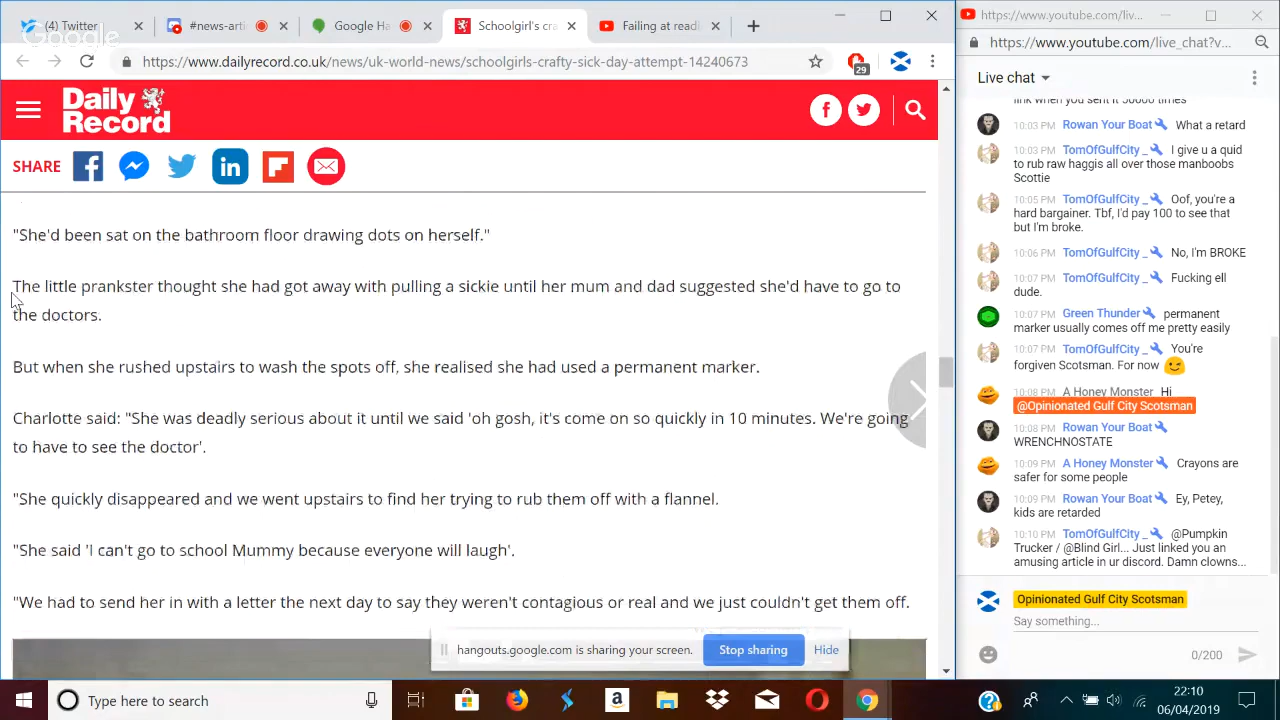 (4) Twitter
#news-arti
Google Ha
Schoolgirl's cra
Failing at read
Google
https://www.dailyrecord.co.uk/news/uk-world-news/schoolgirls-crafty-sick-day-attempt-14240673
29
Daily
Record
SHARE
"She'd been sat on the bathroom floor drawing dots on herself."
The little prankster thought she had got away with pulling a sickie until her mum and dad suggested she'd have to go to
the doctors.
But when she rushed upstairs to wash the spots off, she realised she had used a permanent marker.
Charlotte said: "She was deadly serious about it until we said 'oh gosh, it's come on so quickly in 10 minutes. We're going
to have to see the doctor'.
"She quickly disappeared and we went upstairs to find her trying to rub them off with a flannel.
"She said 'I can't go to school Mummy because everyone will laugh'.
"We had to send her in with a letter the next day to say they weren't contagious or real and we just couldn't get them off.
hangouts.google.com is sharing your screen.
Stop sharing
Hide
https://www.youtube.com/liv...
https://www.youtube.com/live_chat?v...
Live chat
link when you sent it 50000 times
10:03 PM Rowan Your Boat What a retard
10:03 PM TomOfGulfCity _ I give u a quid
to rub raw haggis all over those manboobs
Scottie
10:05 PM TomOfGulfCity _ Oof, you're a
hard bargainer. Tbf, I'd pay 100 to see that
but I'm broke.
10:06 PM TomOfGulfCity _ No, I'm BROKE
10:07 PM TomOfGulfCity _ Fucking ell
dude.
10:07 PM Green Thunder permanent
marker usually comes off me pretty easily
10:07 PM TomOfGulfCity _ You're
forgiven Scotsman. For now
10:08 PM A Honey Monster Hi
@Opinionated Gulf City Scotsman
10:08 PM Rowan Your Boat
WRENCHNOSTATE
10:09 PM A Honey Monster Crayons are
safer for some people
10:09 PM Rowan Your Boat Ey, Petey,
kids are retarded
10:10 PM TomOfGulfCity _ @Pumpkin
Trucker / @Blind Girl... Just linked you an
amusing article in ur discord. Damn clowns...
Opinionated Gulf City Scotsman
Say something...
0/200
Type here to search
22:10
06/04/2019